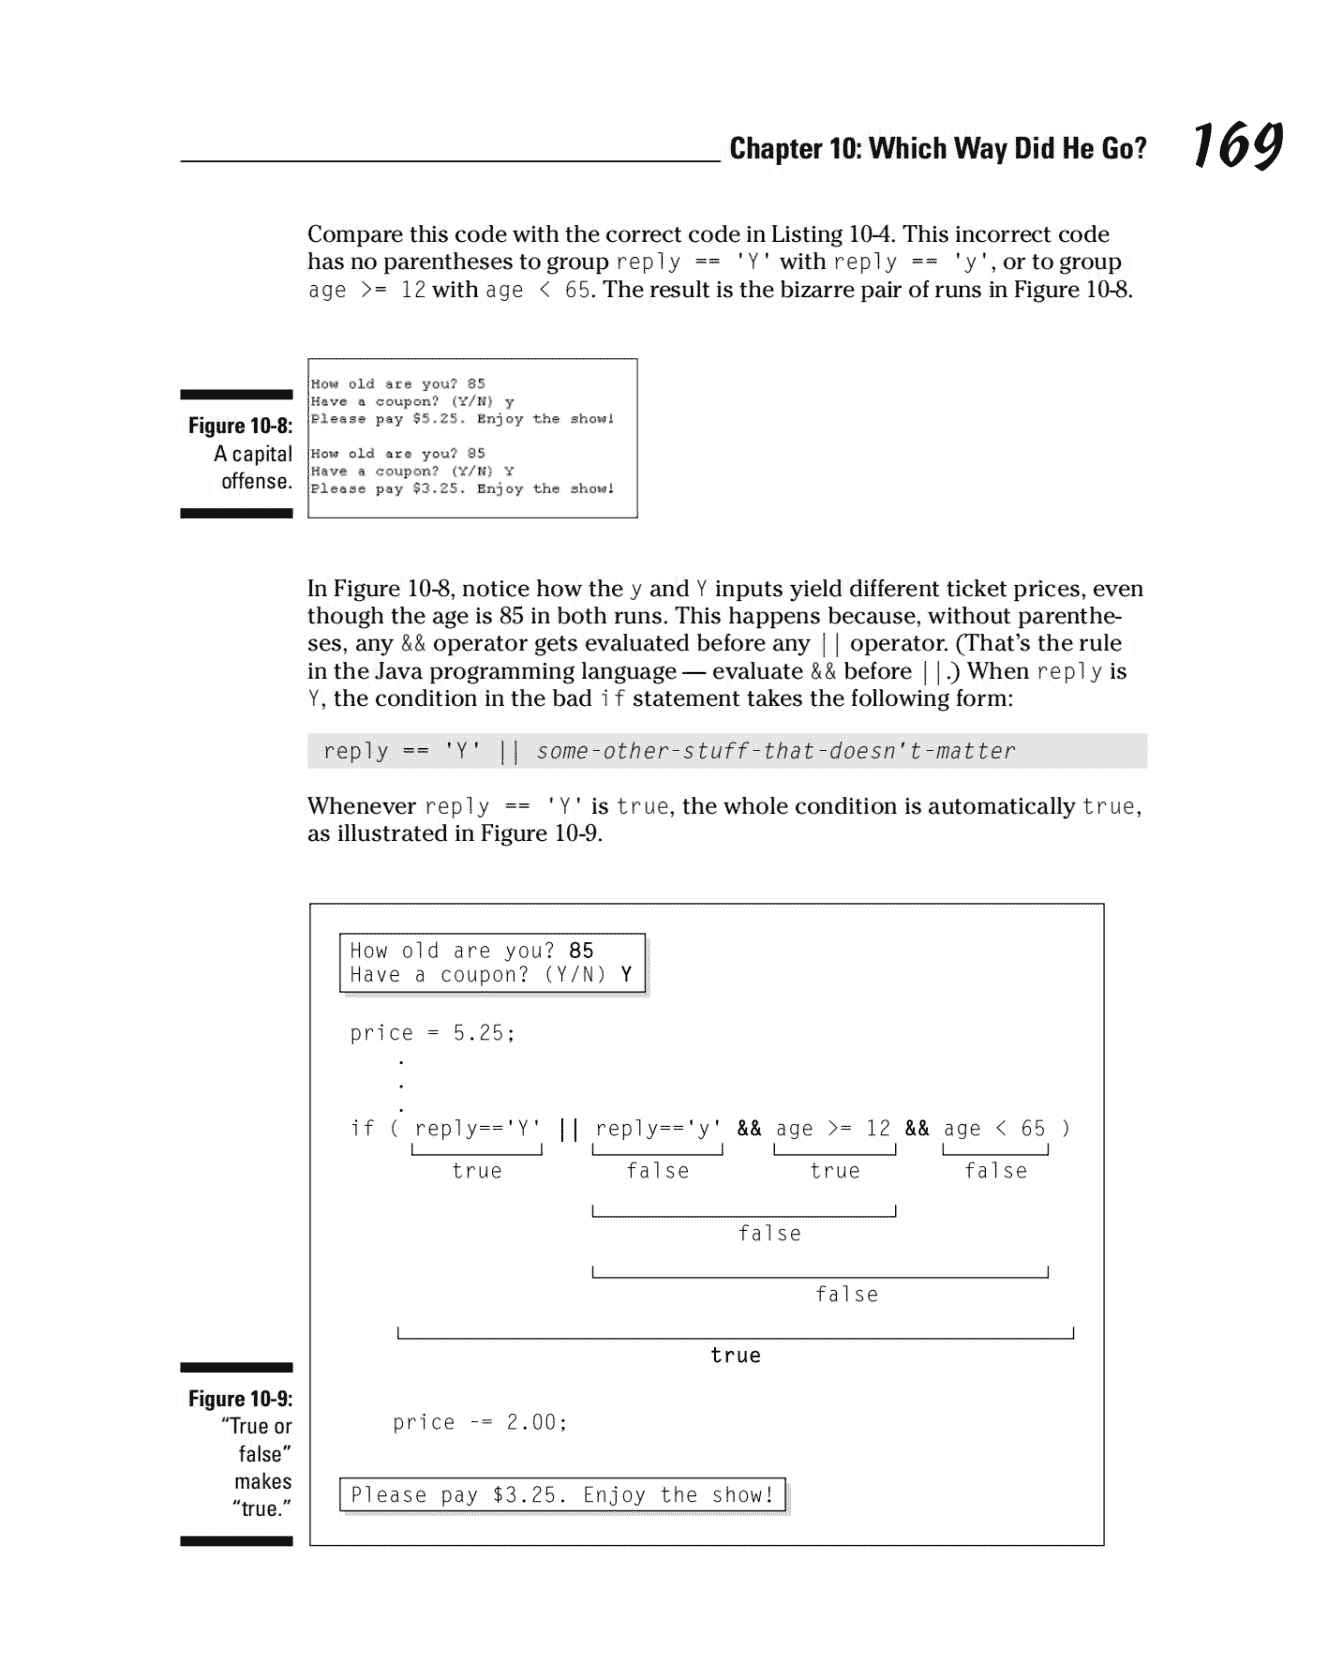 Chapter 10: Which Way Did He Go? 169
Compare this code with the correct code in Listing 10-4. This incorrect code
has no parentheses to group reply == 'Y' with reply == 'y', or to group
age >= 12 with age < 65. The result is the bizarre pair of runs in Figure 10-8.
Figure 10-8:
A capital
offense.
How old are you? 85
Have a coupon? (Y/N) y
Please pay $5.25. Enjoy the show!
How old are you? 85
Have a coupon? (Y/N) Y
Please pay $3.25. Enjoy the show!
In Figure 10-8, notice how the y and Y inputs yield different ticket prices, even
though the age is 85 in both runs. This happens because, without parenthe-
ses, any && operator gets evaluated before any || operator. (That's the rule
in the Java programming language — evaluate && before ||.) When reply is
Y, the condition in the bad if statement takes the following form:
reply == 'Y' || some-other-stuff-that-doesn't-matter
Whenever reply == 'Y' is true, the whole condition is automatically true,
as illustrated in Figure 10-9.
How old are you? 85
Have a coupon? (Y/N) Y
price = 5.25;
.
.
.
if ( reply=='Y' || reply=='y' && age >= 12 && age < 65 )
true false true false
false
false
true
Figure 10-9:
"True or
false"
makes
"true."
price -= 2.00;
Please pay $3.25. Enjoy the show!